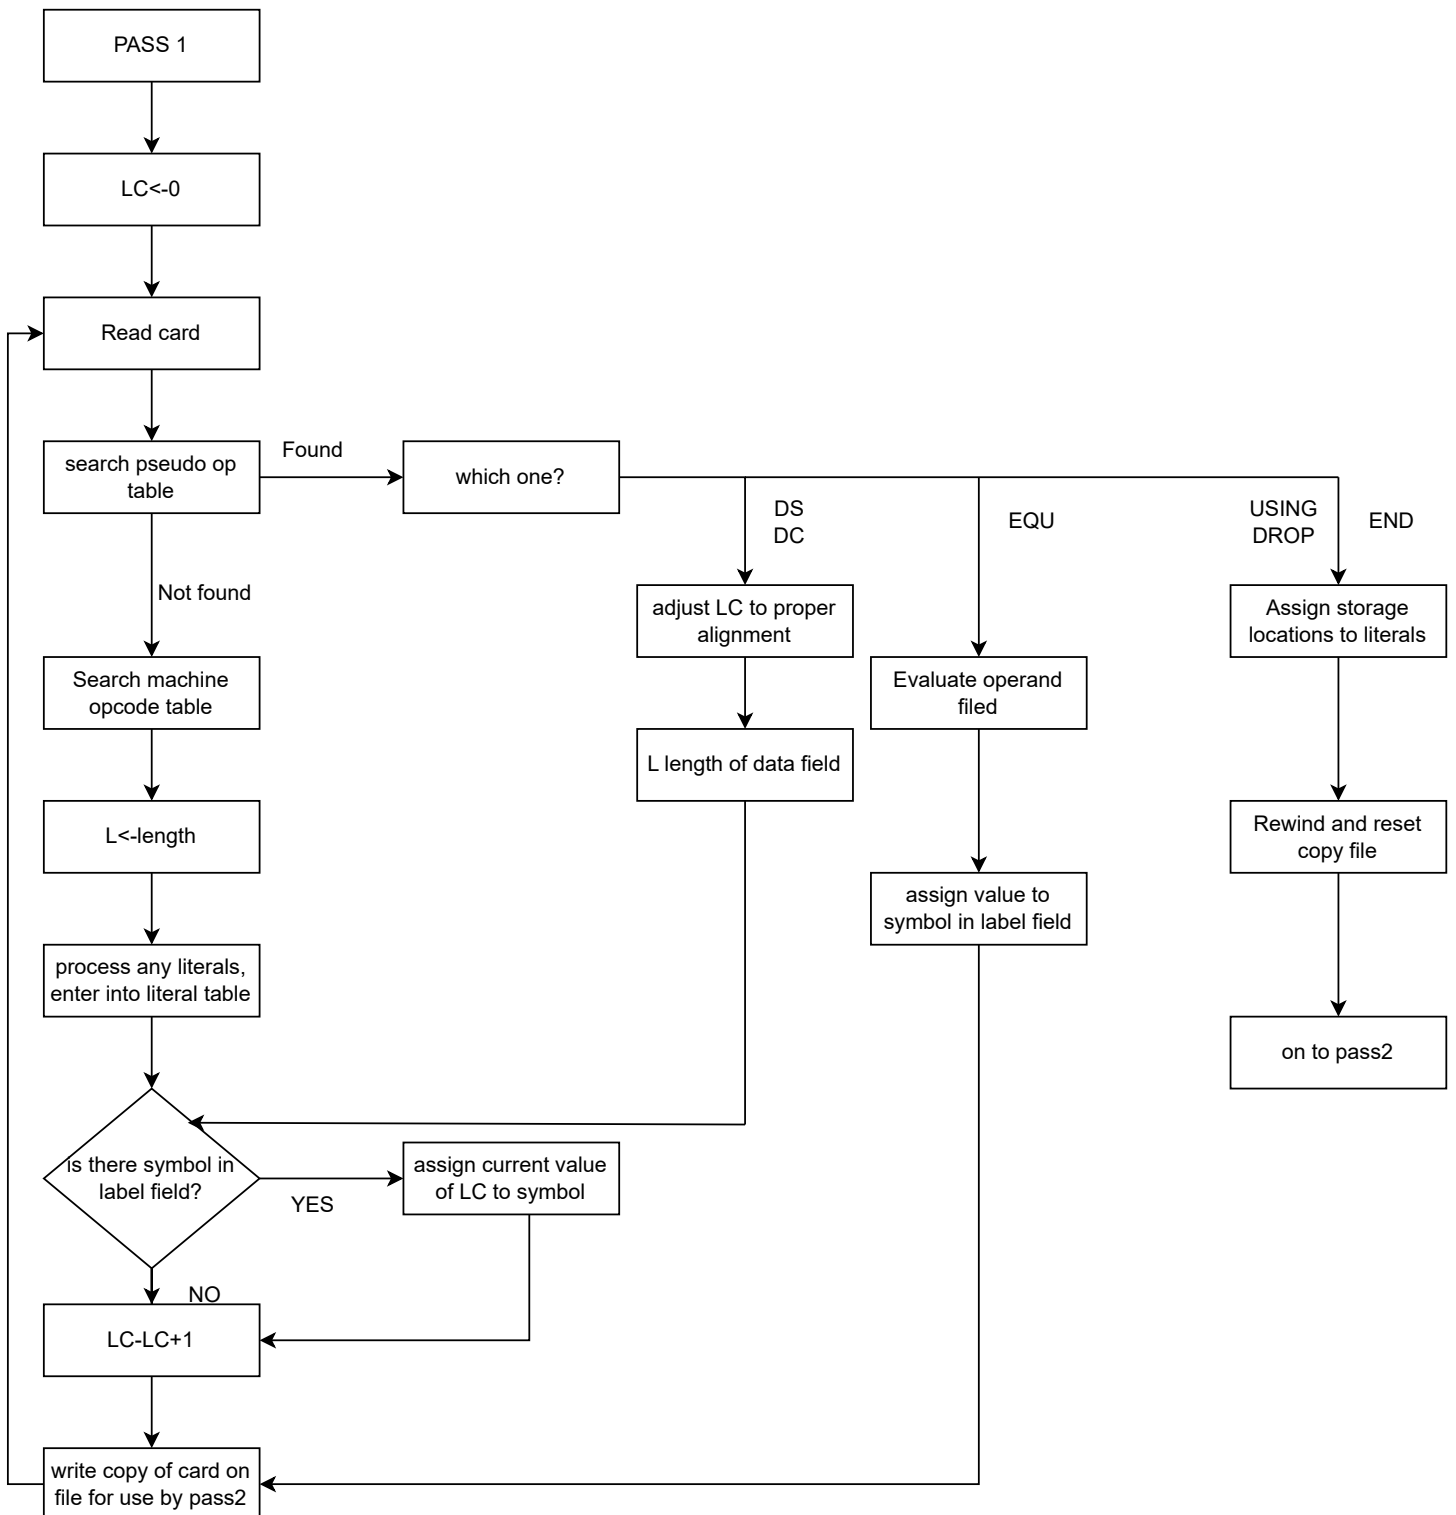 PASS 1
LC<-0
Read card
search pseudo op
table
Found
which one?
DS
DC
EQU
USING
DROP
END
Not found
adjust LC to proper
alignment
Assign storage
locations to literals
Search machine
opcode table
Evaluate operand
filed
L length of data field
L<-length
Rewind and reset
copy file
assign value to
symbol in label field
process any literals,
enter into literal table
on to pass2
is there symbol in
label field?
YES
assign current value
of LC to symbol
NO
LC-LC+1
write copy of card on
file for use by pass2